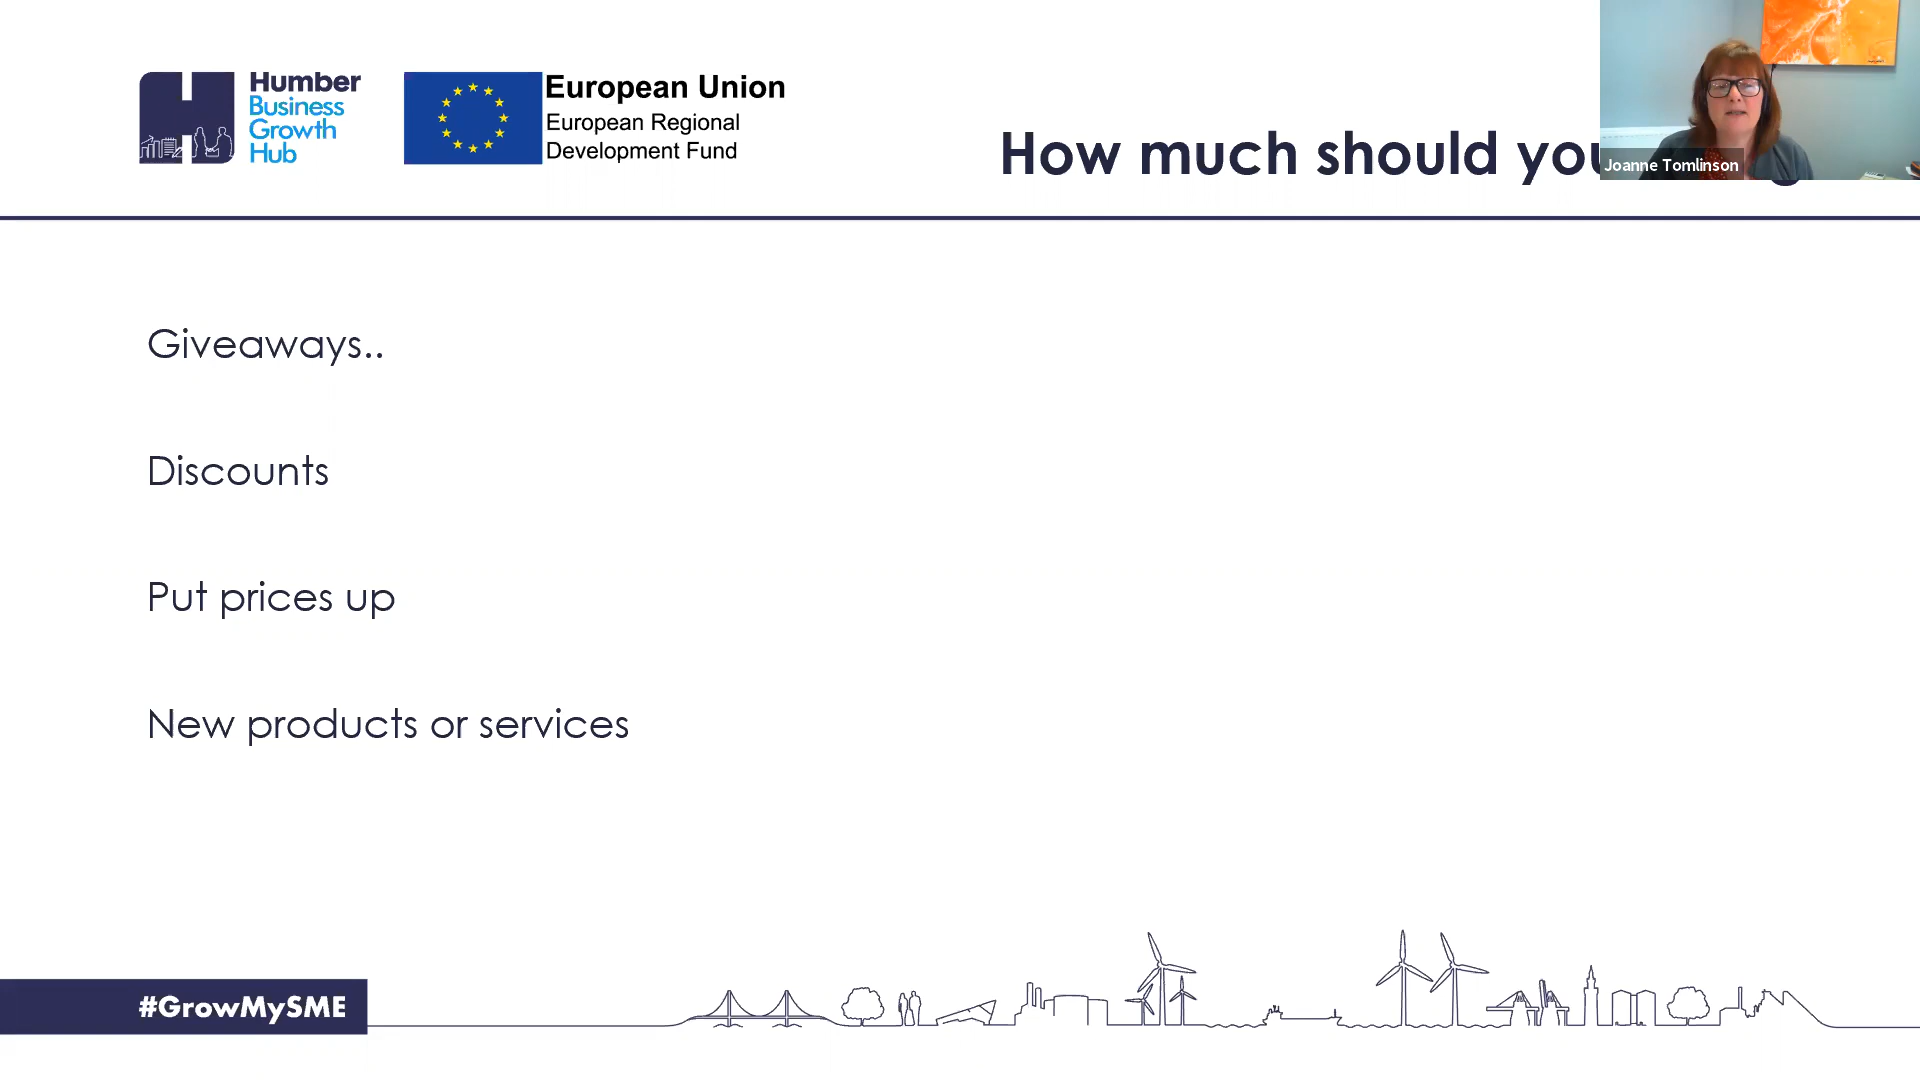 Humber
Business
Growth
Hub
European Union
European Regional
Development Fund
How much should you
Joanne Tomlinson
Giveaways..
Discounts
Put prices up
New products or services
#GrowMySME